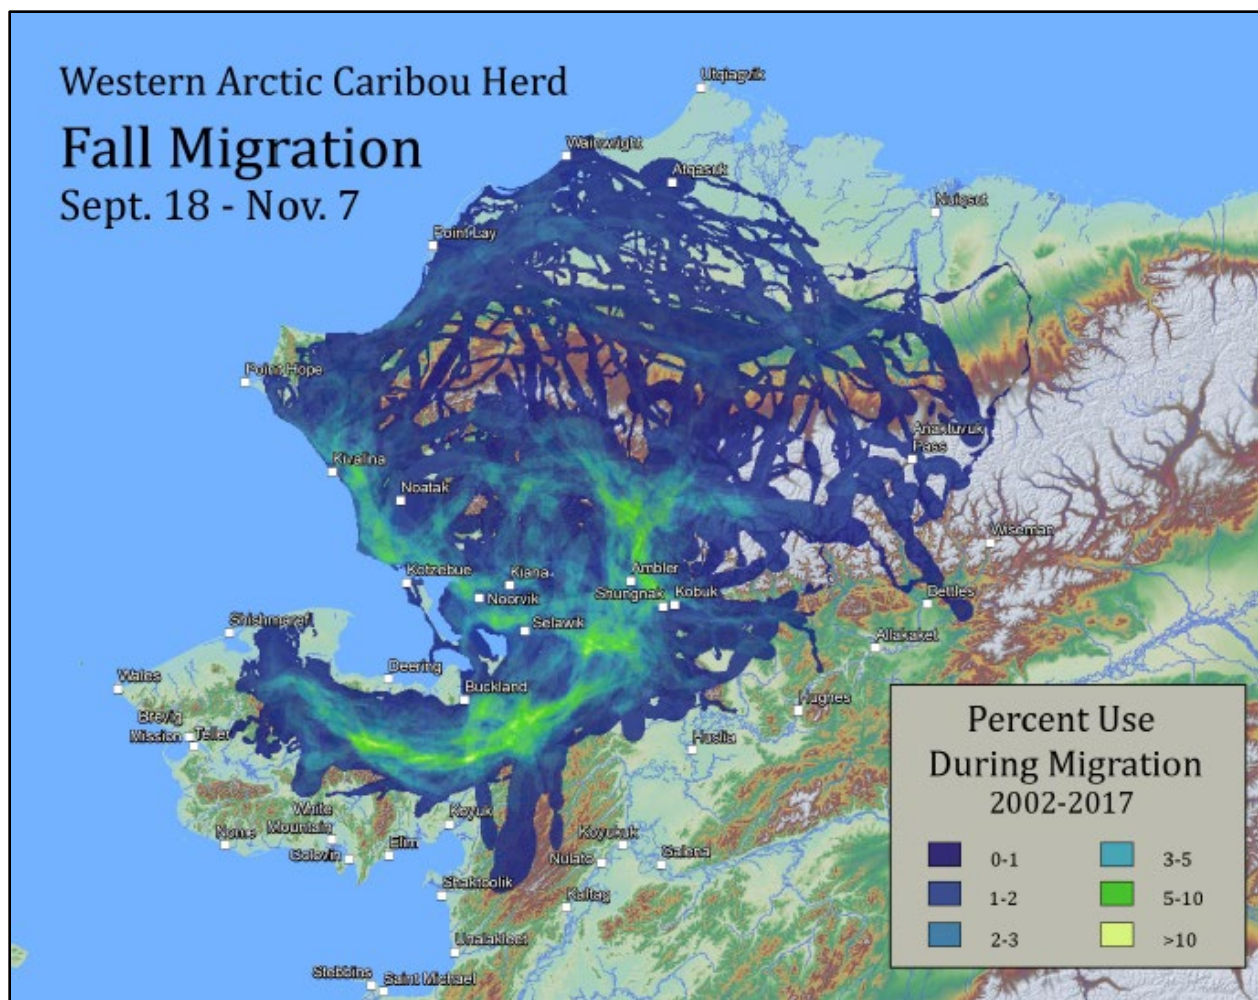 Western Arctic Caribou Herd
Fall Migration
Sept. 18 - Nov. 7
Utqiagvik
Wainwright
Atqasuk
Nuiqsut
Point Lay
Point Hope
Anaktuvuk
Pass
Kivalina
Noatak
Wiseman
Kotzebue
Kiana
Ambler
Noorvik
Shungnak
Kobuk
Bettles
Shishmaref
Selawik
Allakaket
Wales
Deering
Buckland
Hughes
Brevig
Mission
Teller
Huslia
White
Mountain
Koyuk
Nome
Golovin
Elim
Koyukuk
Nulato
Galena
Shaktoolik
Kaltag
Unalakleet
Stebbins
Saint Michael
Percent Use
During Migration
2002-2017
0-1
3-5
1-2
5-10
2-3
>10